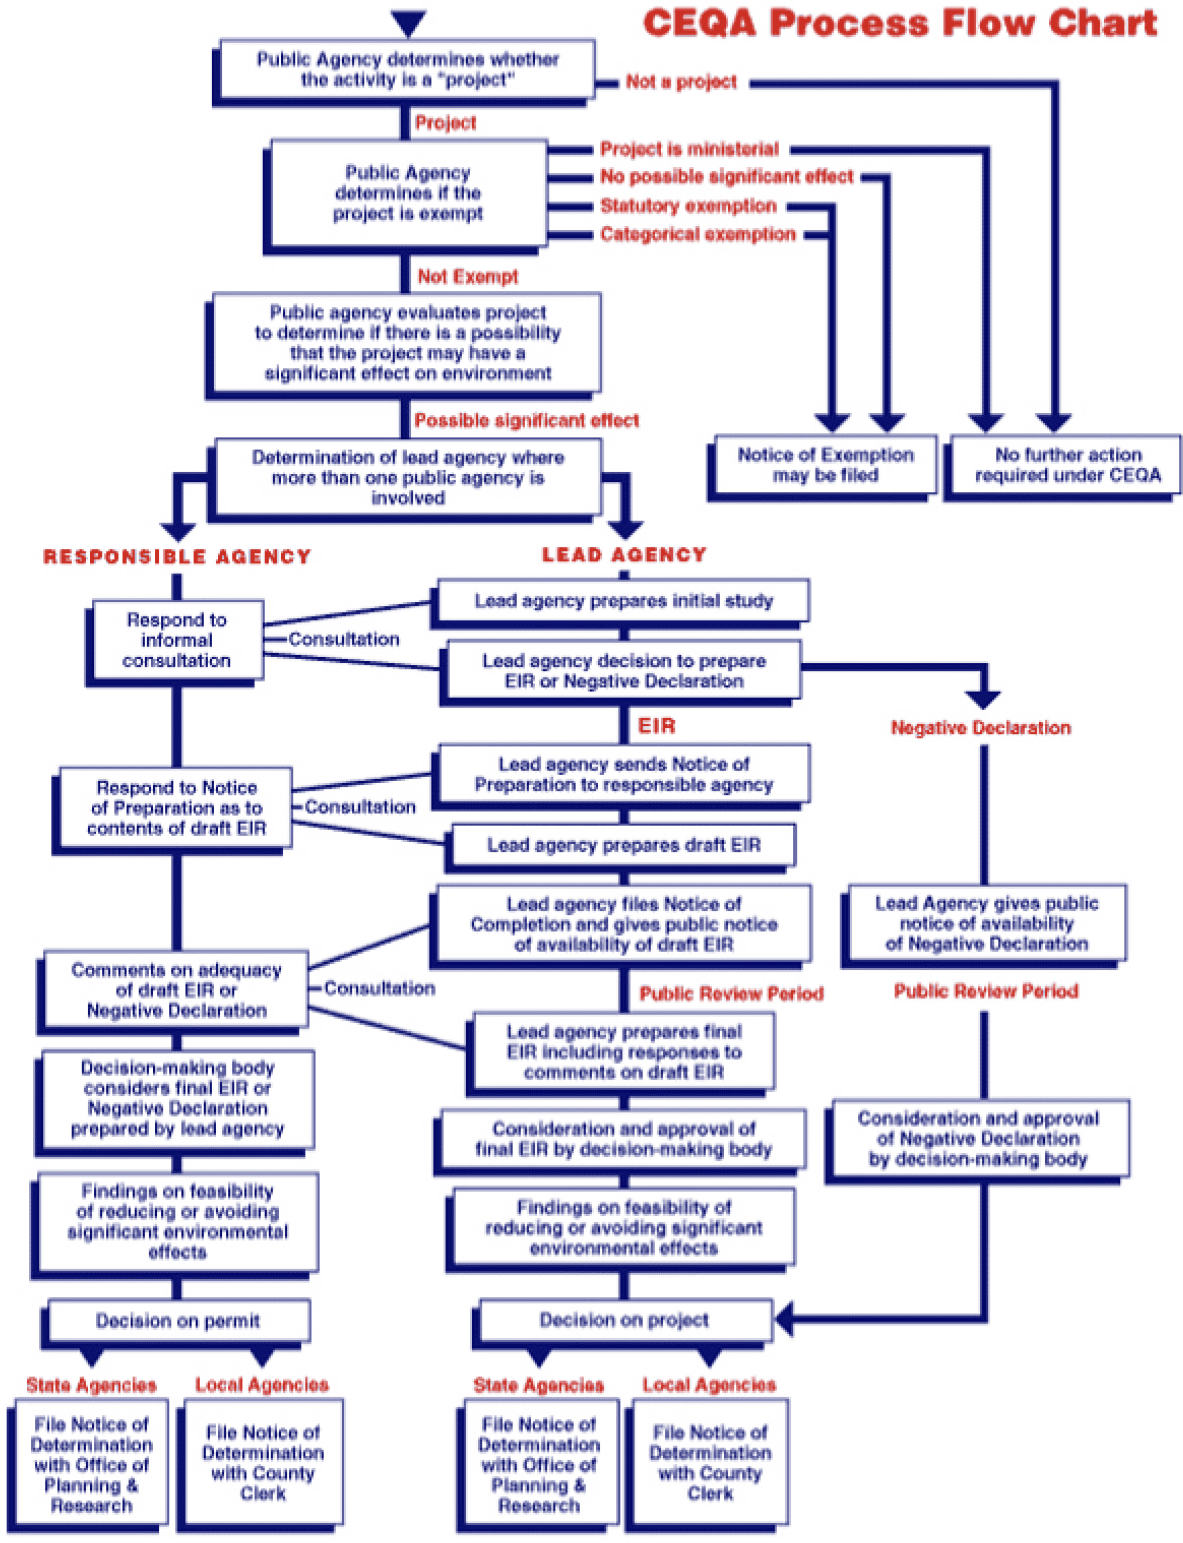 CEQA Process Flow Chart
Public Agency determines whether
the activity is a "project"
Not a project
Project
Public Agency
determines if the
project is exempt
Project is ministerial
No possible significant effect
Statutory exemption
Categorical exemption
Not Exempt
Public agency evaluates project
to determine if there is a possibility
that the project may have a
significant effect on environment
Possible significant effect
Determination of lead agency where
more than one public agency is
involved
Notice of Exemption
may be filed
No further action
required under CEQA
RESPONSIBLE AGENCY
LEAD AGENCY
Respond to
informal
consultation
Consultation
Lead agency prepares initial study
Lead agency decision to prepare
EIR or Negative Declaration
EIR
Negative Declaration
Respond to Notice
of Preparation as to
contents of draft EIR
Consultation
Lead agency sends Notice of
Preparation to responsible agency
Lead agency prepares draft EIR
Lead agency files Notice of
Completion and gives public notice
of availability of draft EIR
Lead Agency gives public
notice of availability
of Negative Declaration
Comments on adequacy
of draft EIR or
Negative Declaration
Consultation
Public Review Period
Public Review Period
Lead agency prepares final
EIR including responses to
comments on draft EIR
Decision-making body
considers final EIR or
Negative Declaration
prepared by lead agency
Consideration and approval of
final EIR by decision-making body
Consideration and approval
of Negative Declaration
by decision-making body
Findings on feasibility
of reducing or avoiding
significant environmental
effects
Findings on feasibility of
reducing or avoiding significant
environmental effects
Decision on permit
Decision on project
State Agencies
Local Agencies
State Agencies
Local Agencies
File Notice of
Determination
with Office of
Planning &
Research
File Notice of
Determination
with County
Clerk
File Notice of
Determination
with Office of
Planning &
Research
File Notice of
Determination
with County
Clerk